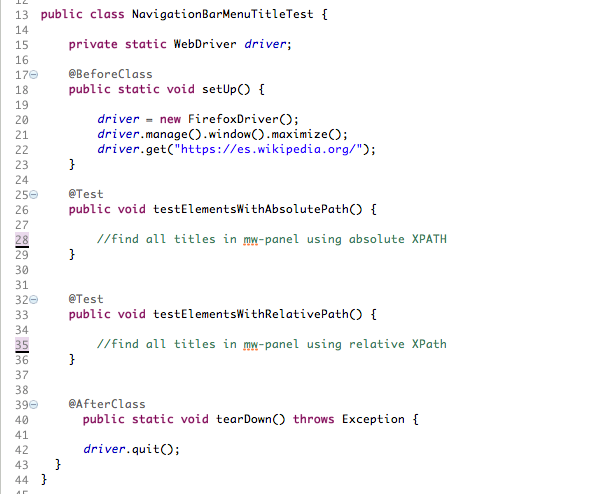 13 public class NavigationBarMenuTitleTest {
14
15 private static WebDriver driver;
16
17 @BeforeClass
18 public static void setUp() {
19
20 driver = new FirefoxDriver();
21 driver.manage().window().maximize();
22 driver.get("https://es.wikipedia.org/");
23 }
24
25 @Test
26 public void testElementsWithAbsolutePath() {
27
28 //find all titles in mw-panel using absolute XPATH
29 }
30
31
32 @Test
33 public void testElementsWithRelativePath() {
34
35 //find all titles in mw-panel using relative XPath
36 }
37
38
39 @AfterClass
40 public static void tearDown() throws Exception {
41
42 driver.quit();
43 }
44 }